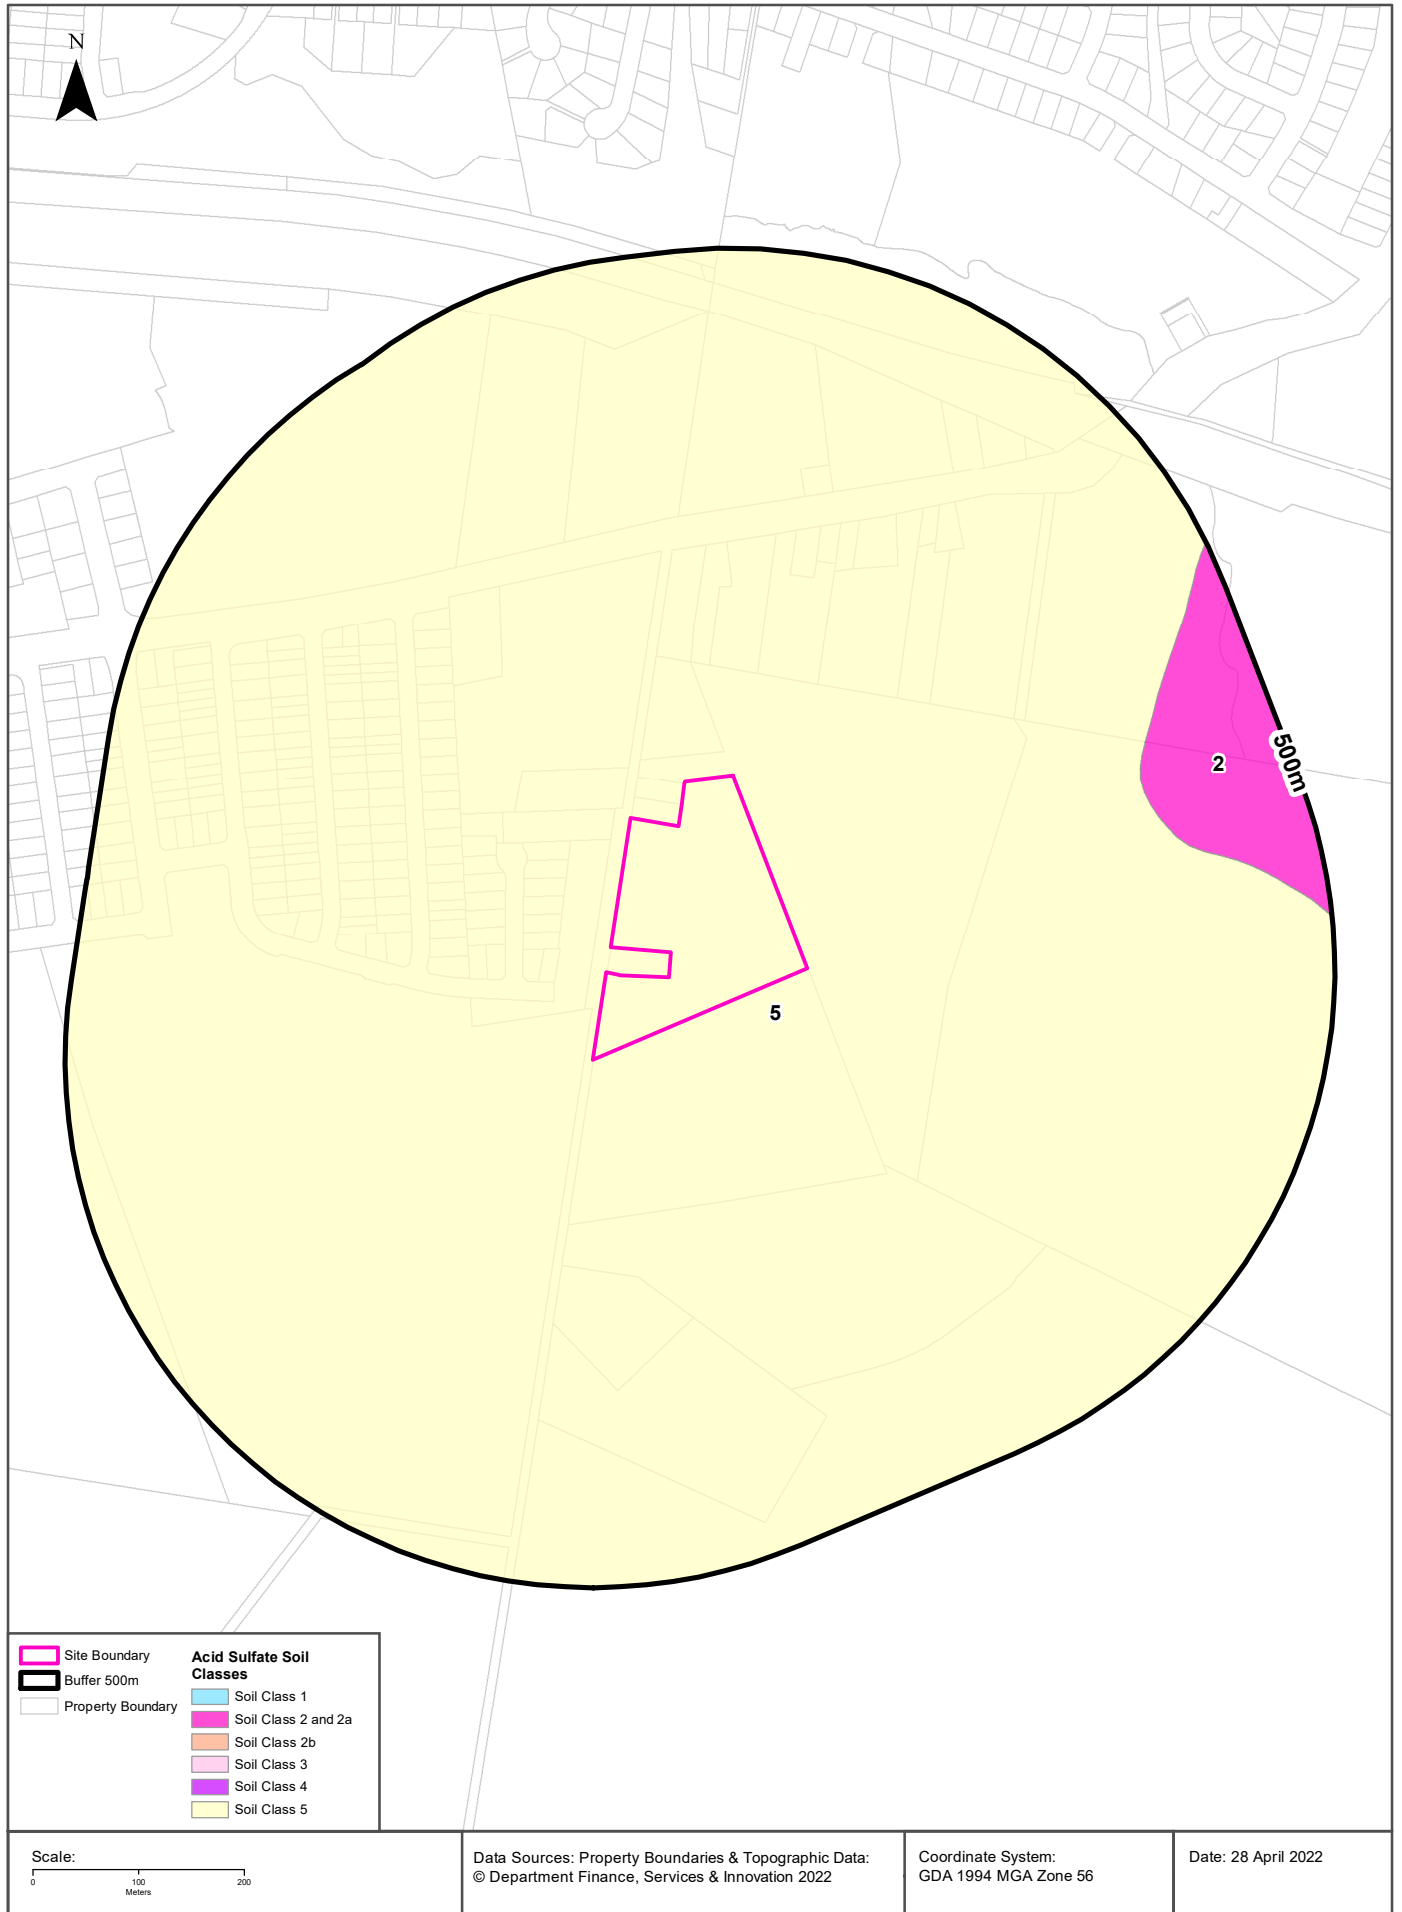 N
500m
2
5
Site Boundary
Buffer 500m
Property Boundary
Acid Sulfate Soil
Classes
Soil Class 1
Soil Class 2 and 2a
Soil Class 2b
Soil Class 3
Soil Class 4
Soil Class 5
Scale:
0 100 200
Meters
Data Sources: Property Boundaries & Topographic Data:
© Department Finance, Services & Innovation 2022
Coordinate System:
GDA 1994 MGA Zone 56
Date: 28 April 2022